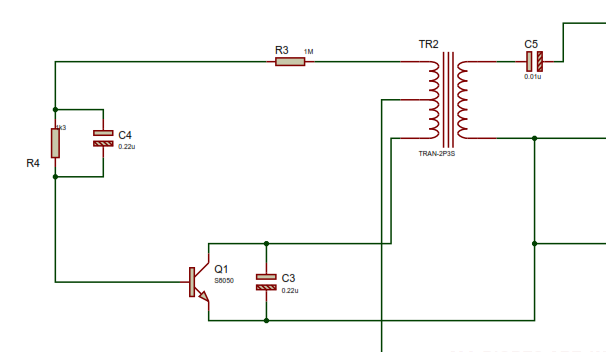 TR2
C5
R3 1M
0.01u
C4
0.22u
R4
TRAN-2P3S
Q1
S8050
C3
0.22u